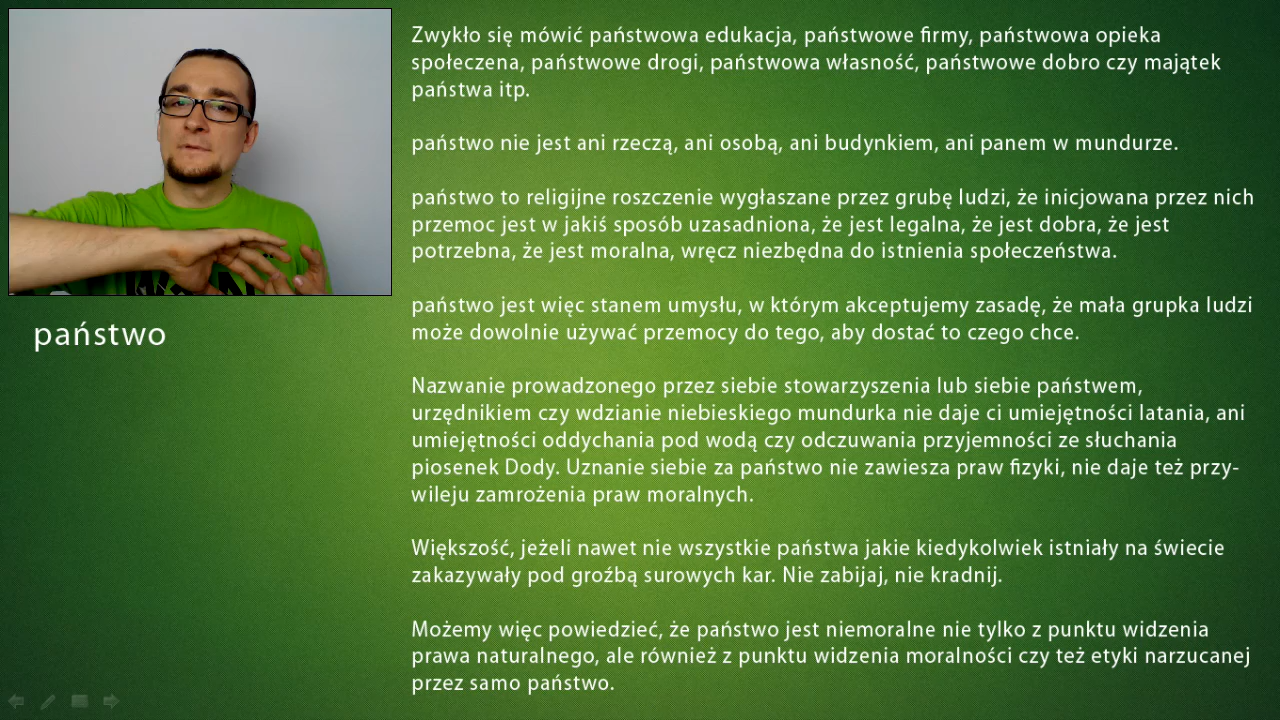 państwo
Zwykło się mówić państwowa edukacja, państwowe firmy, państwowa opieka
społeczena, państwowe drogi, państwowa własność, państwowe dobro czy majątek
państwa itp.
państwo nie jest ani rzeczą, ani osobą, ani budynkiem, ani panem w mundurze.
państwo to religijne roszczenie wygłaszane przez grubę ludzi, że inicjowana przez nich
przemoc jest w jakiś sposób uzasadniona, że jest legalna, że jest dobra, że jest
potrzebna, że jest moralna, wręcz niezbędna do istnienia społeczeństwa.
państwo jest więc stanem umysłu, w którym akceptujemy zasadę, że mała grupka ludzi
może dowolnie używać przemocy do tego, aby dostać to czego chce.
Nazwanie prowadzonego przez siebie stowarzyszenia lub siebie państwem,
urzędnikiem czy wdzianie niebieskiego mundurka nie daje ci umiejętności latania, ani
umiejętności oddychania pod wodą czy odczuwania przyjemności ze słuchania
piosenek Dody. Uznanie siebie za państwo nie zawiesza praw fizyki, nie daje też przy-
wileju zamrożenia praw moralnych.
Większość, jeżeli nawet nie wszystkie państwa jakie kiedykolwiek istniały na świecie
zakazywały pod groźbą surowych kar. Nie zabijaj, nie kradnij.
Możemy więc powiedzieć, że państwo jest niemoralne nie tylko z punktu widzenia
prawa naturalnego, ale również z punktu widzenia moralności czy też etyki narzucanej
przez samo państwo.